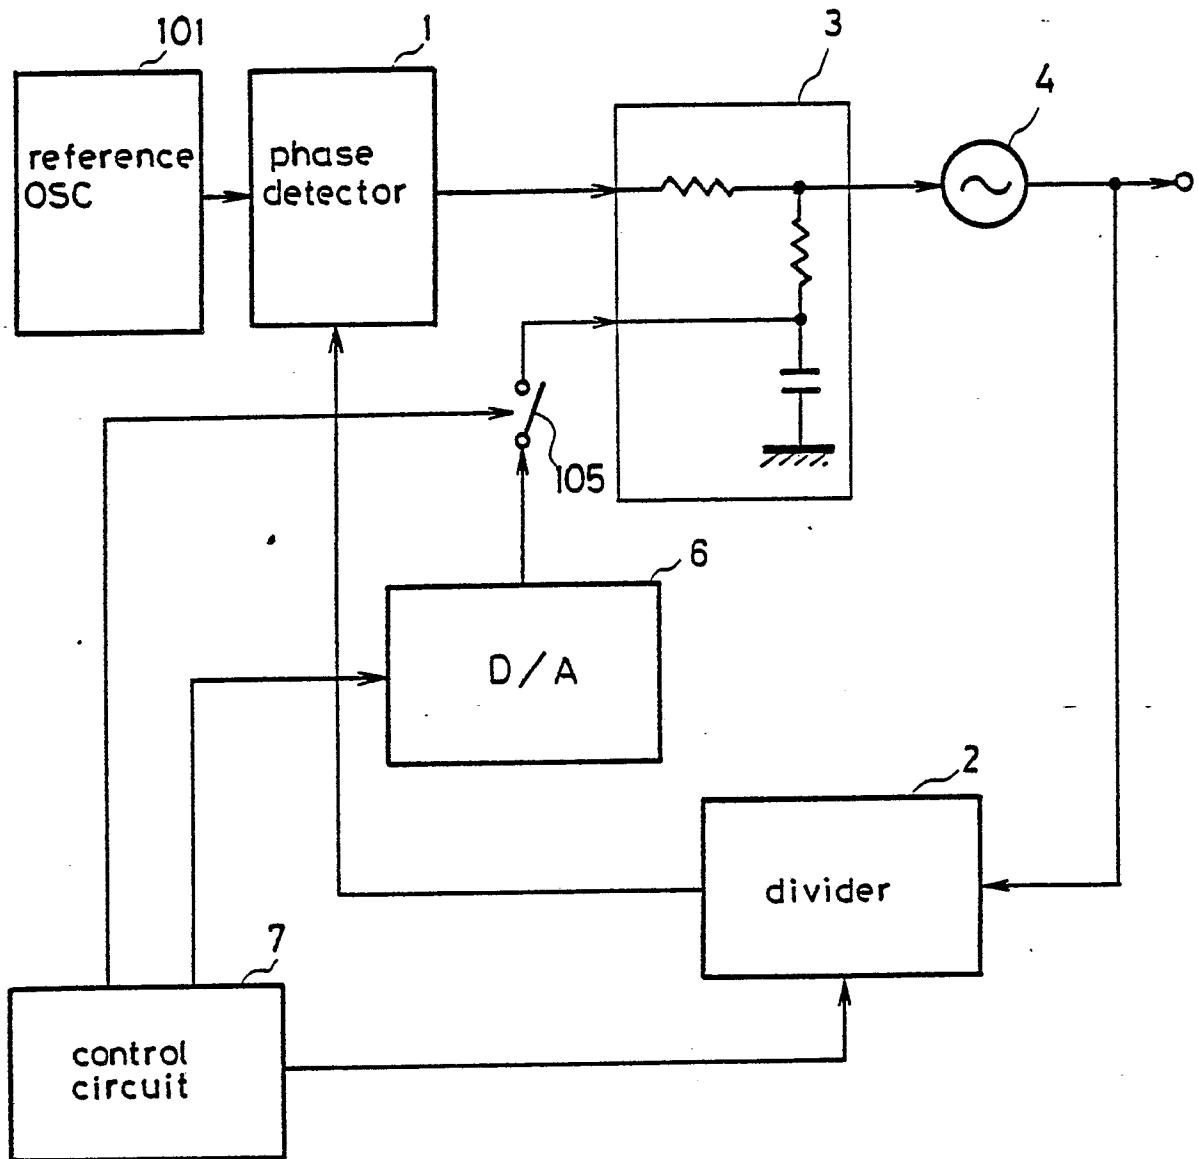 101
1
3
4
reference
OSC
phase
detector
105
6
D/A
2
divider
7
control
circuit